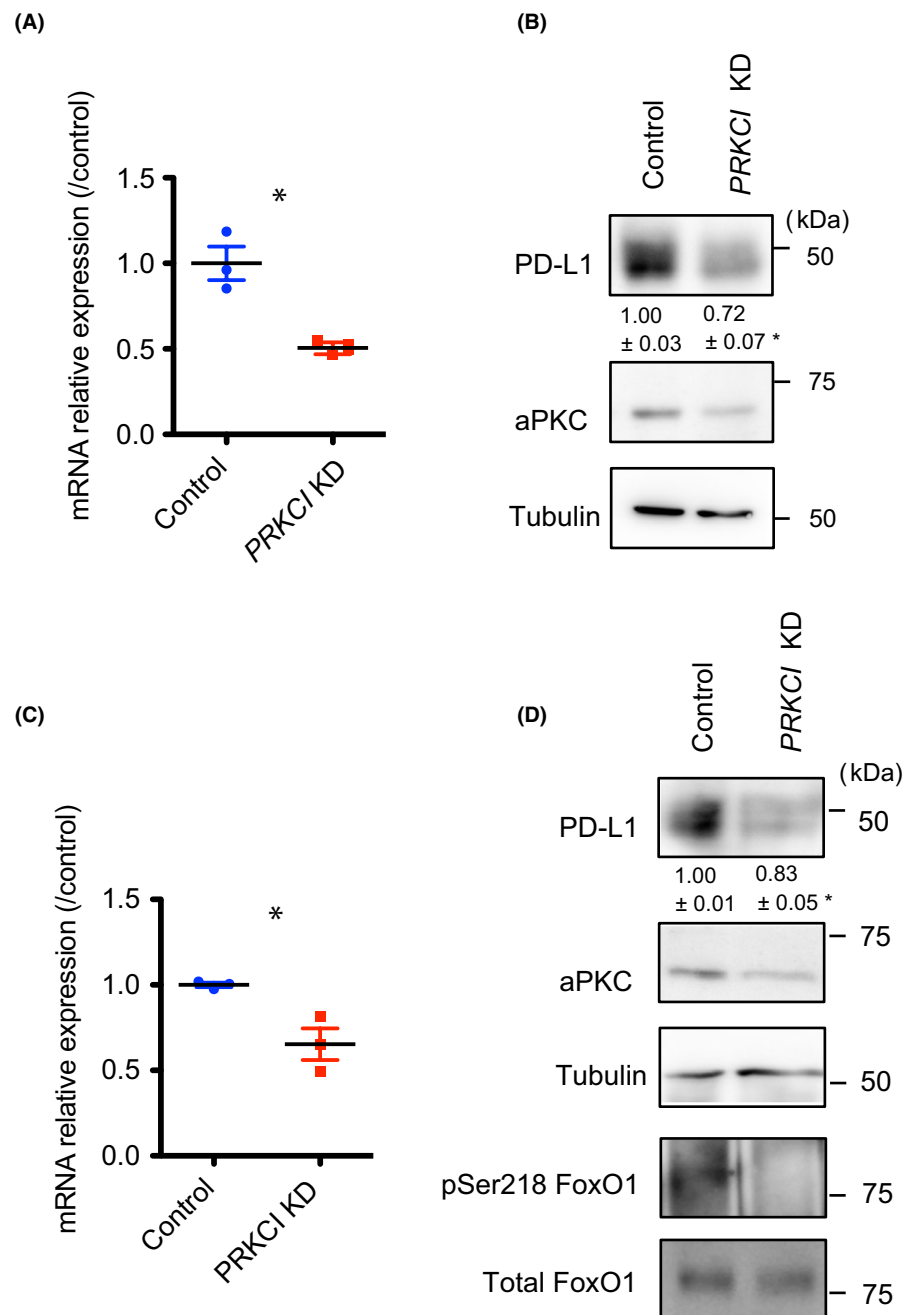 (A)
mRNA relative expression (/control)
1.5
1.0
0.5
0.0
*
Control
PRKCI KD
(B)
Control
PRKCI KD
(kDa)
PD-L1
50
1.00
± 0.03
0.72
± 0.07 *
75
aPKC
Tubulin
50
(C)
mRNA relative expression (/control)
1.5
1.0
0.5
0.0
*
Control
PRKCI KD
(D)
Control
PRKCI KD
(kDa)
PD-L1
50
1.00
± 0.01
0.83
± 0.05 *
75
aPKC
Tubulin
50
pSer218 FoxO1
75
Total FoxO1
75